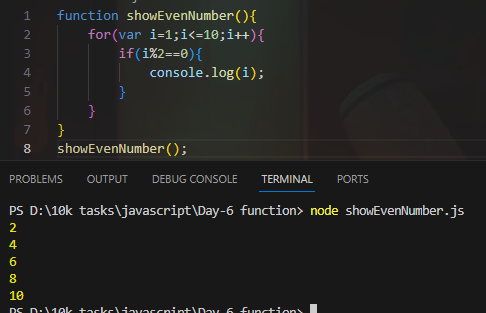 1 function showEvenNumber(){
2 for(var i=1;i<=10;i++){
3 if(i%2==0){
4 console.log(i);
5 }
6 }
7 }
8 showEvenNumber();
PROBLEMS OUTPUT DEBUG CONSOLE TERMINAL PORTS
PS D:\10k tasks\javascript\Day-6 function> node showEvenNumber.js
2
4
6
8
10
PS D:\10k tasks\javascript\Day-6 function>